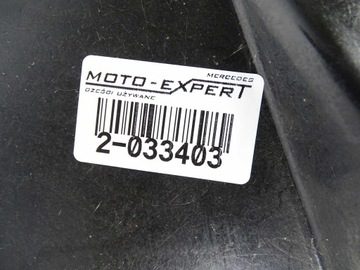 MERCEDES
MOTO-EXPERT
CZĘŚCI UŻYWANE
2-033403